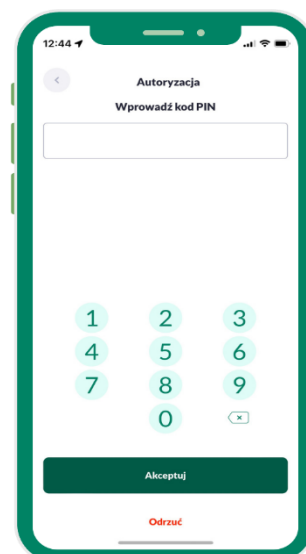 12:44
Autoryzacja
Wprowadź kod PIN
1 2 3
4 5 6
7 8 9
0
Akceptuj
Odrzuć